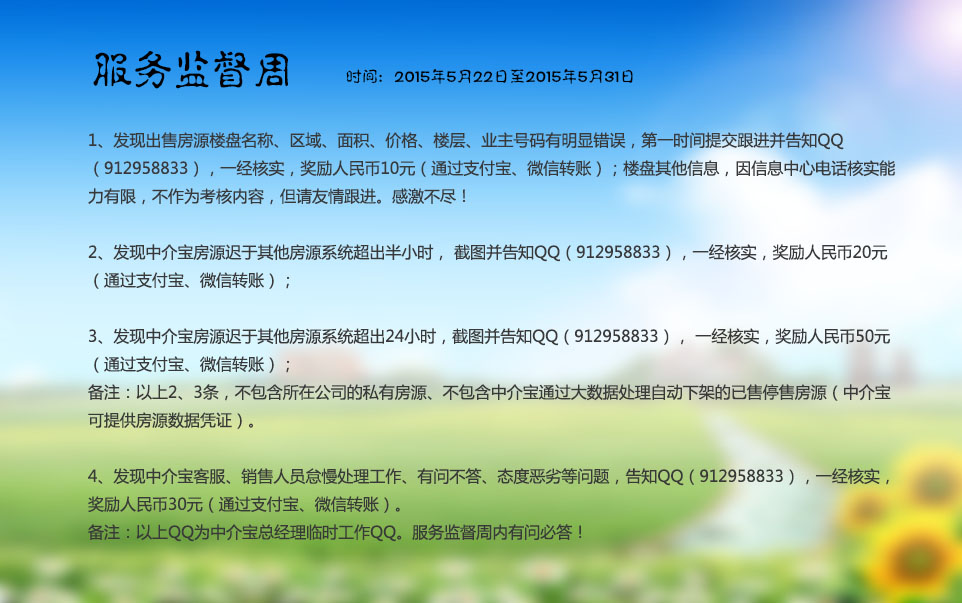 服务监督周
时间：2015年5月22日至2015年5月31日
1、发现出售房源楼盘名称、区域、面积、价格、楼层、业主号码有明显错误，第一时间提交跟进并告知QQ
（912958833），一经核实，奖励人民币10元（通过支付宝、微信转账）；楼盘其他信息，因信息中心电话核实能
力有限，不作为考核内容，但请友情跟进。感激不尽！
2、发现中介宝房源迟于其他房源系统超出半小时， 截图并告知QQ（912958833），一经核实，奖励人民币20元
（通过支付宝、微信转账）；
3、发现中介宝房源迟于其他房源系统超出24小时，截图并告知QQ（912958833）， 一经核实，奖励人民币50元
（通过支付宝、微信转账）；
备注：以上2、3条，不包含所在公司的私有房源、不包含中介宝通过大数据处理自动下架的已售停售房源（中介宝
可提供房源数据凭证）。
4、发现中介宝客服、销售人员怠慢处理工作、有问不答、态度恶劣等问题，告知QQ（912958833），一经核实，
奖励人民币30元（通过支付宝、微信转账）。
备注：以上QQ为中介宝总经理临时工作QQ。服务监督周内有问必答！